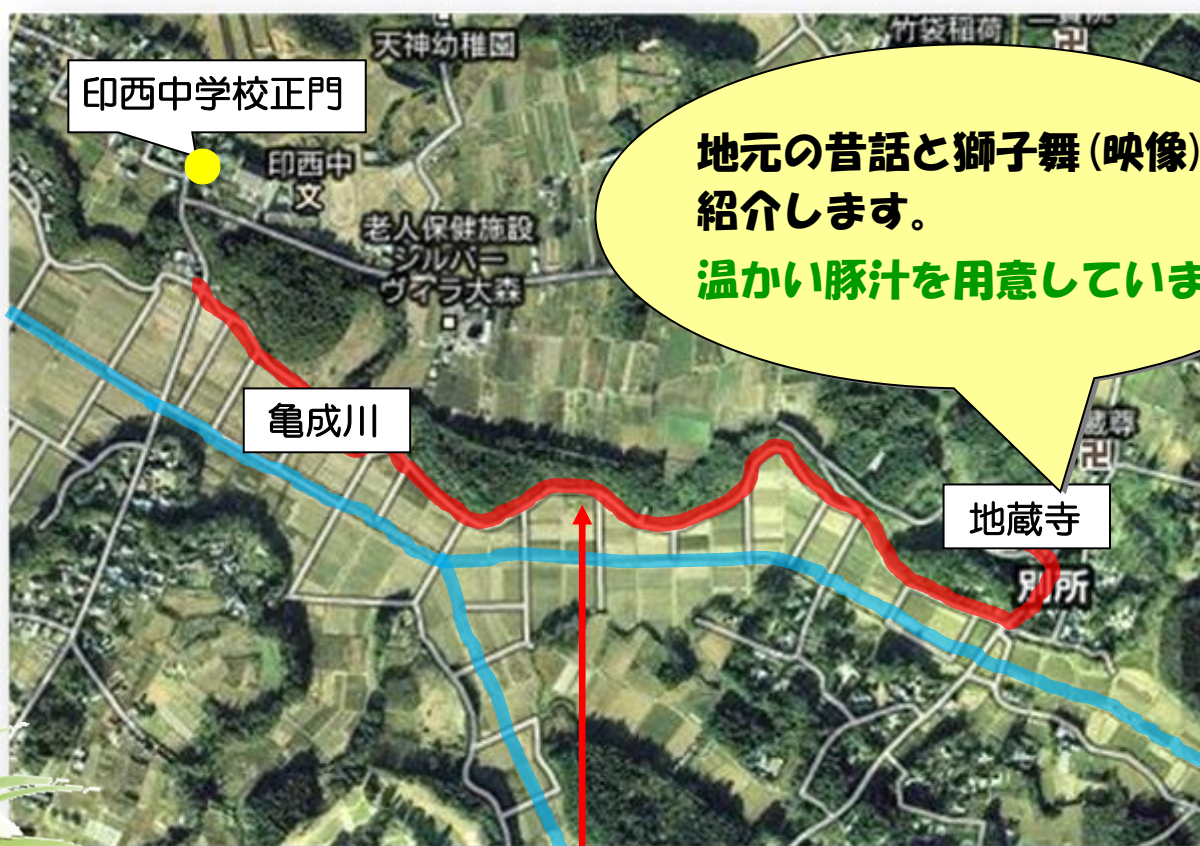 天神幼稚園
竹袋稲荷
印西中学校正門
印西中
文
老人保健施設
シルバー
ヴィラ大森
地元の昔話と獅子舞(映像)
紹介します。
温かい豚汁を用意していま
亀成川
蔵尊
卍
地蔵寺
別所